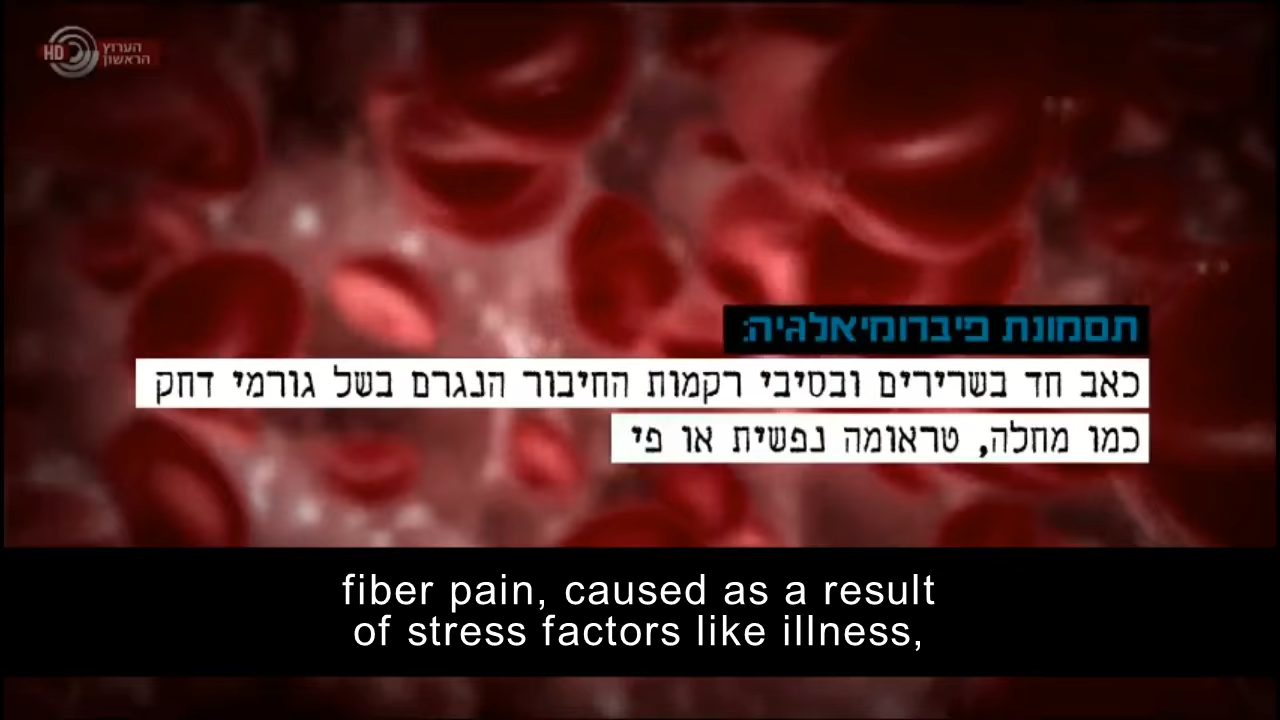 HD
הערוץ
הראשון
תסמונת פיברומיאלגיה:
כאב חד בשרירים ובסיבי רקמות החיבור הנגרם בשל גורמי דחק
כמו מחלה, טראומה נפשית או פי
fiber pain, caused as a result
of stress factors like illness,